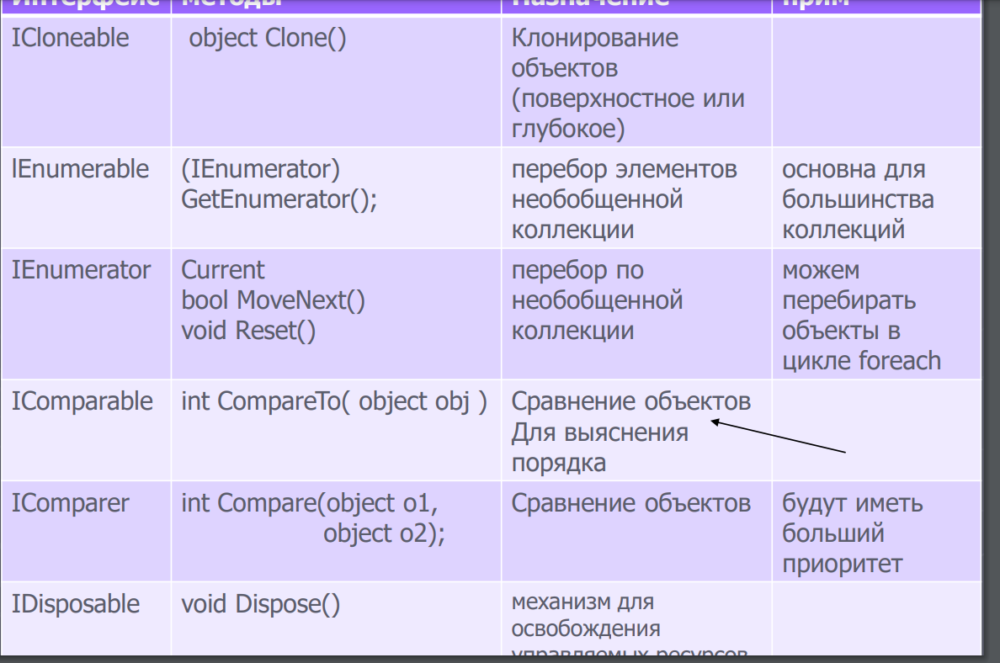 Интерфейс методы Назначение прим
ICloneable object Clone() Клонирование
объектов
(поверхностное или
глубокое)
lEnumerable (IEnumerator) перебор элементов основна для
GetEnumerator(); необобщенной большинства
коллекции коллекций
IEnumerator Current перебор по можем
bool MoveNext() необобщенной перебирать
void Reset() коллекции объекты в
цикле foreach
IComparable int CompareTo( object obj ) Сравнение объектов
Для выяснения
порядка
IComparer int Compare(object o1, Сравнение объектов будут иметь
object o2); больший
приоритет
IDisposable void Dispose() механизм для
освобождения
управляемых ресурсов